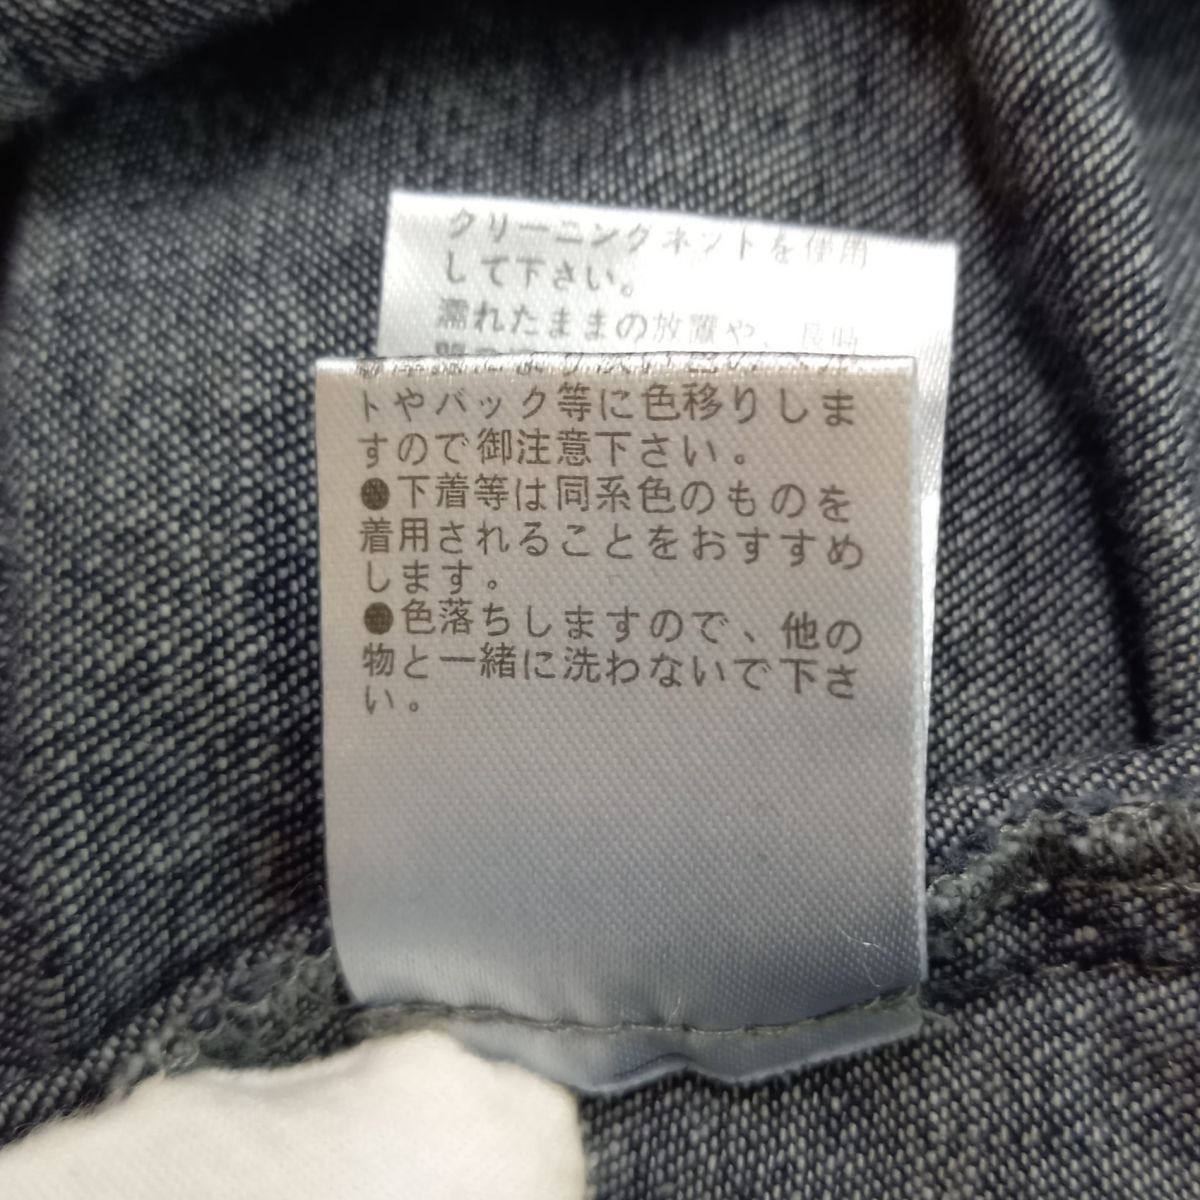 クリーニングネットを使用
して下さい。
濡れたままの放置や、長時
トやバック等に色移りしま
すので御注意下さい。
●下着等は同系色のものを
着用されることをおすすめ
します。
●色落ちしますので、他の
物と一緒に洗わないで下さ
い。